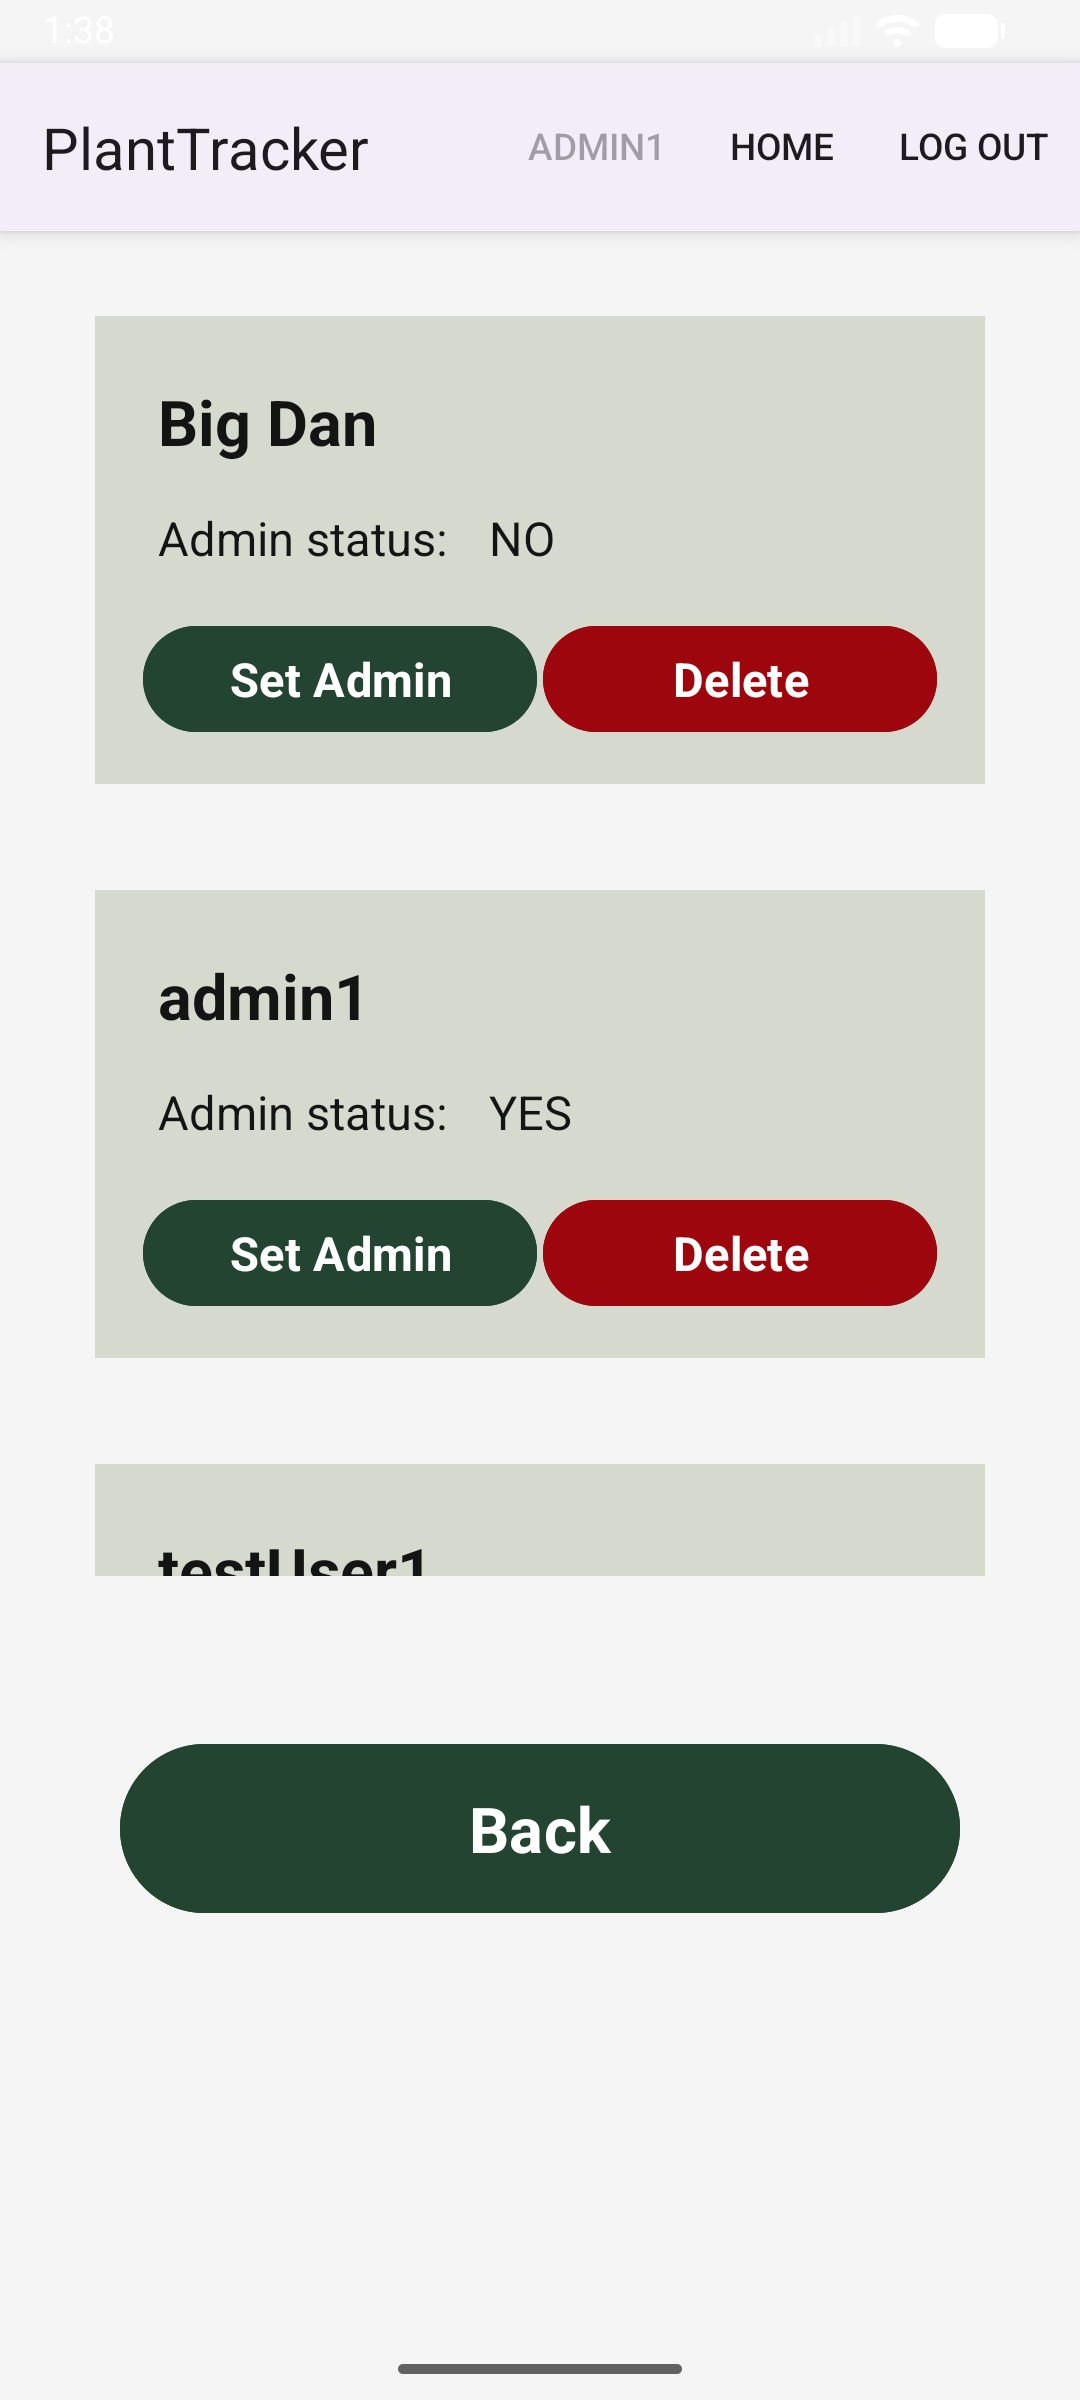 1:38
PlantTracker ADMIN1 HOME LOG OUT
Big Dan
Admin status: NO
Set Admin Delete
admin1
Admin status: YES
Set Admin Delete
testUser1
Back